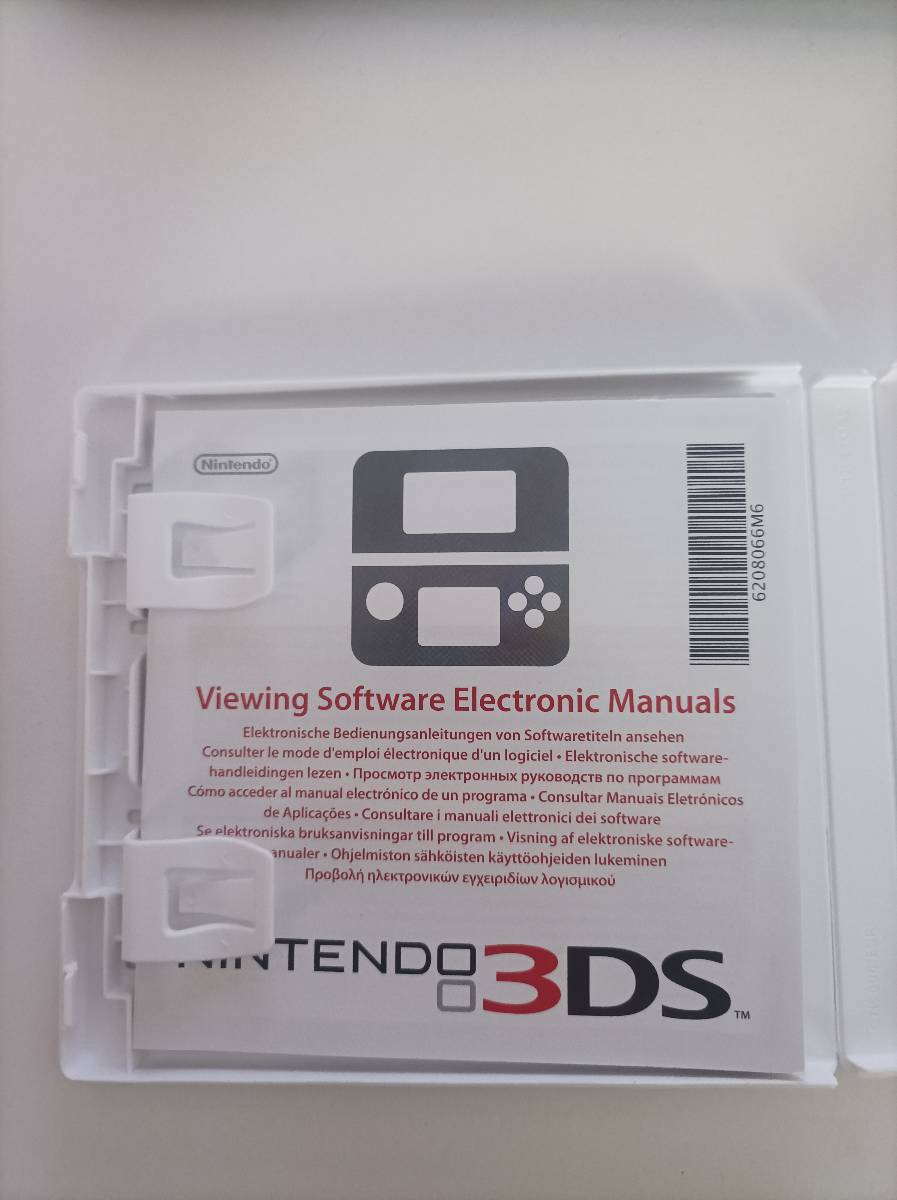 Nintendo®
6208066M6
Viewing Software Electronic Manuals
Elektronische Bedienungsanleitungen von Softwaretiteln ansehen
Consulter le mode d'emploi électronique d'un logiciel • Elektronische software-
handleidingen lezen • Просмотр электронных руководств по программам
Cómo acceder al manual electrónico de un programa • Consultar Manuais Eletrónicos
de Aplicações • Consultare i manuali elettronici dei software
Se elektroniska bruksanvisningar till program • Visning af elektroniske software-
anualer • Ohjelmiston sähköisten käyttöohjeiden lukeminen
Προβολή ηλεκτρονικών εγχειριδίων λογισμικού
NINTENDO 3DS™